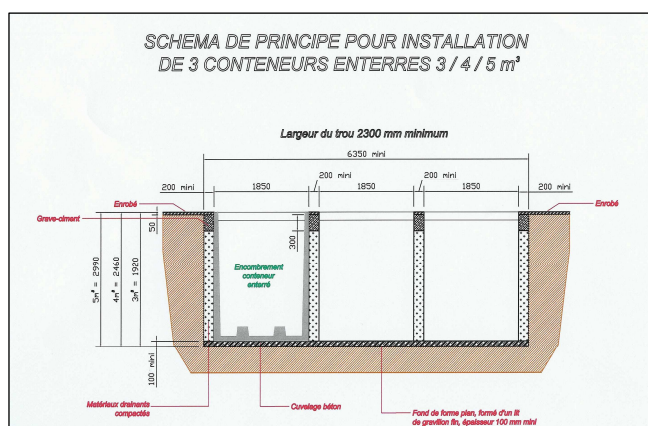 SCHEMA DE PRINCIPE POUR INSTALLATION
DE 3 CONTENEURS ENTERRES 3 / 4 / 5 m³
Largeur du trou 2300 mm minimum
6350 mini
200 mini
200 mini
200 mini
200 mini
1850
1850
1850
Enrobé
Enrobé
Grave-ciment
50
300
5m³ = 2990
4m³ = 2460
3m³ = 1920
Encombrement
conteneur
enterré
100 mini
Matériaux drainants
compactés
Cuvelage béton
Fond de forme plan, formé d'un lit
de gravillon fin, épaisseur 100 mm mini